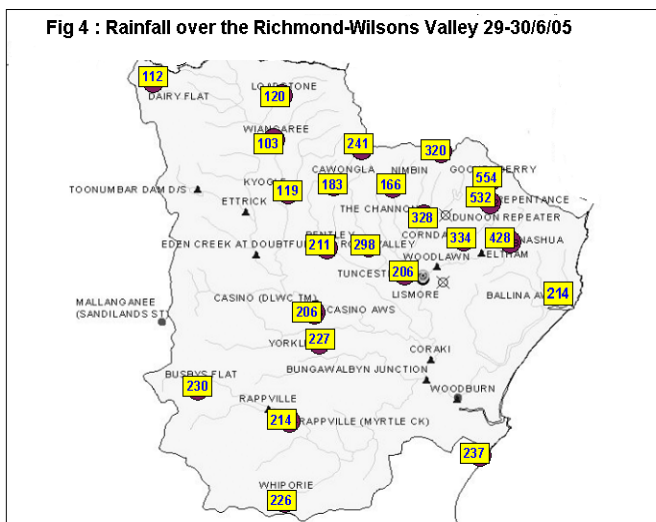 Fig 4 : Rainfall over the Richmond-Wilsons Valley 29-30/6/05
112
DAIRY FLAT
120
WIANGAREE
103
241
320
CAWONGLA
NIMBIN
554
KYOGLE
119
183
166
532
REPENTANCE
TOONUMBAR DAM D/S
ETTRICK
THE CHANNON
328
DUNOON REPEATER
BENTLEY
211
298
VALLEY
334
428
NASHUA
EDEN CREEK AT DOUBTFUL
WOODLAWN
ELTHAM
TUNCESTER
206
LISMORE
BALLINA
214
MALLANGANEE
(SANDILANDS ST)
CASINO (DLWC TM)
206
CASINO AWS
227
CORAKI
BUNGAWALBYN JUNCTION
BUSBYS FLAT
230
RAPPVILLE
WOODBURN
214
RAPPVILLE (MYRTLE CK)
237
WHIPORIE
226